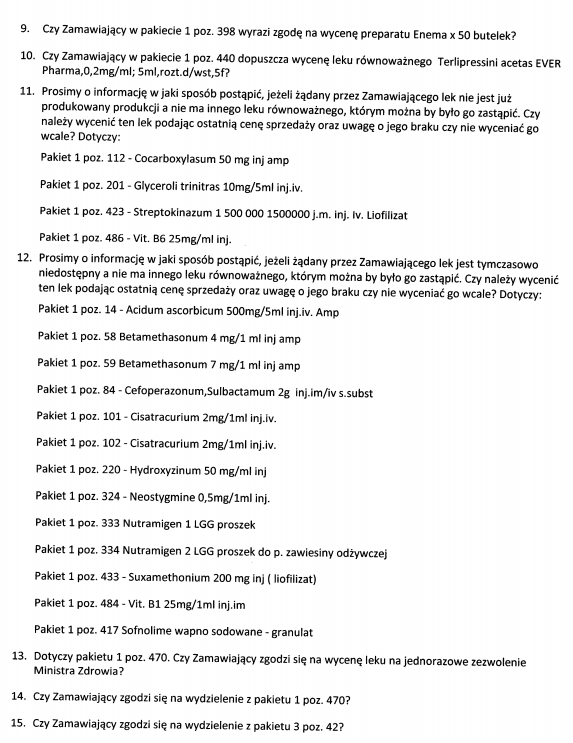 9. Czy Zamawiający w pakiecie 1 poz. 398 wyrazi zgodę na wycenę preparatu Enema x 50 butelek?
10. Czy Zamawiający w pakiecie 1 poz. 440 dopuszcza wycenę leku równoważnego Terlipressini acetas EVER
Pharma,0,2mg/ml; 5ml,rozt.d/wst,5f?
11. Prosimy o informację w jaki sposób postąpić, jeżeli żądany przez Zamawiającego lek nie jest już
produkowany produkcji a nie ma innego leku równoważnego, którym można by było go zastąpić. Czy
należy wycenić ten lek podając ostatnią cenę sprzedaży oraz uwagę o jego braku czy nie wyceniać go
wcale? Dotyczy:
Pakiet 1 poz. 112 - Cocarboxylasum 50 mg inj amp
Pakiet 1 poz. 201 - Glyceroli trinitras 10mg/5ml inj.iv.
Pakiet 1 poz. 423 - Streptokinazum 1 500 000 1500000 j.m. inj. iv. Liofilizat
Pakiet 1 poz. 486 - Vit. B6 25mg/ml inj.
12. Prosimy o informację w jaki sposób postąpić, jeżeli żądany przez Zamawiającego lek jest tymczasowo
niedostępny a nie ma innego leku równoważnego, którym można by było go zastąpić. Czy należy wycenić
ten lek podając ostatnią cenę sprzedaży oraz uwagę o jego braku czy nie wyceniać go wcale? Dotyczy:
Pakiet 1 poz. 14 - Acidum ascorbicum 500mg/5ml inj.iv. Amp
Pakiet 1 poz. 58 Betamethasonum 4 mg/1 ml inj amp
Pakiet 1 poz. 59 Betamethasonum 7 mg/1 ml inj amp
Pakiet 1 poz. 84 - Cefoperazonum,Sulbactamum 2g inj.im/iv s.subst
Pakiet 1 poz. 101 - Cisatracurium 2mg/1ml inj.iv.
Pakiet 1 poz. 102 - Cisatracurium 2mg/1ml inj.iv.
Pakiet 1 poz. 220 - Hydroxyzinum 50 mg/ml inj
Pakiet 1 poz. 324 - Neostygmine 0,5mg/1ml inj.
Pakiet 1 poz. 333 Nutramigen 1 LGG proszek
Pakiet 1 poz. 334 Nutramigen 2 LGG proszek do p. zawiesiny odżywczej
Pakiet 1 poz. 433 - Suxamethonium 200 mg inj ( liofilizat)
Pakiet 1 poz. 484 - Vit. B1 25mg/1ml inj.im
Pakiet 1 poz. 417 Sofnolime wapno sodowane - granulat
13. Dotyczy pakietu 1 poz. 470. Czy Zamawiający zgodzi się na wycenę leku na jednorazowe zezwolenie
Ministra Zdrowia?
14. Czy Zamawiający zgodzi się na wydzielenie z pakietu 1 poz. 470?
15. Czy Zamawiający zgodzi się na wydzielenie z pakietu 3 poz. 42?